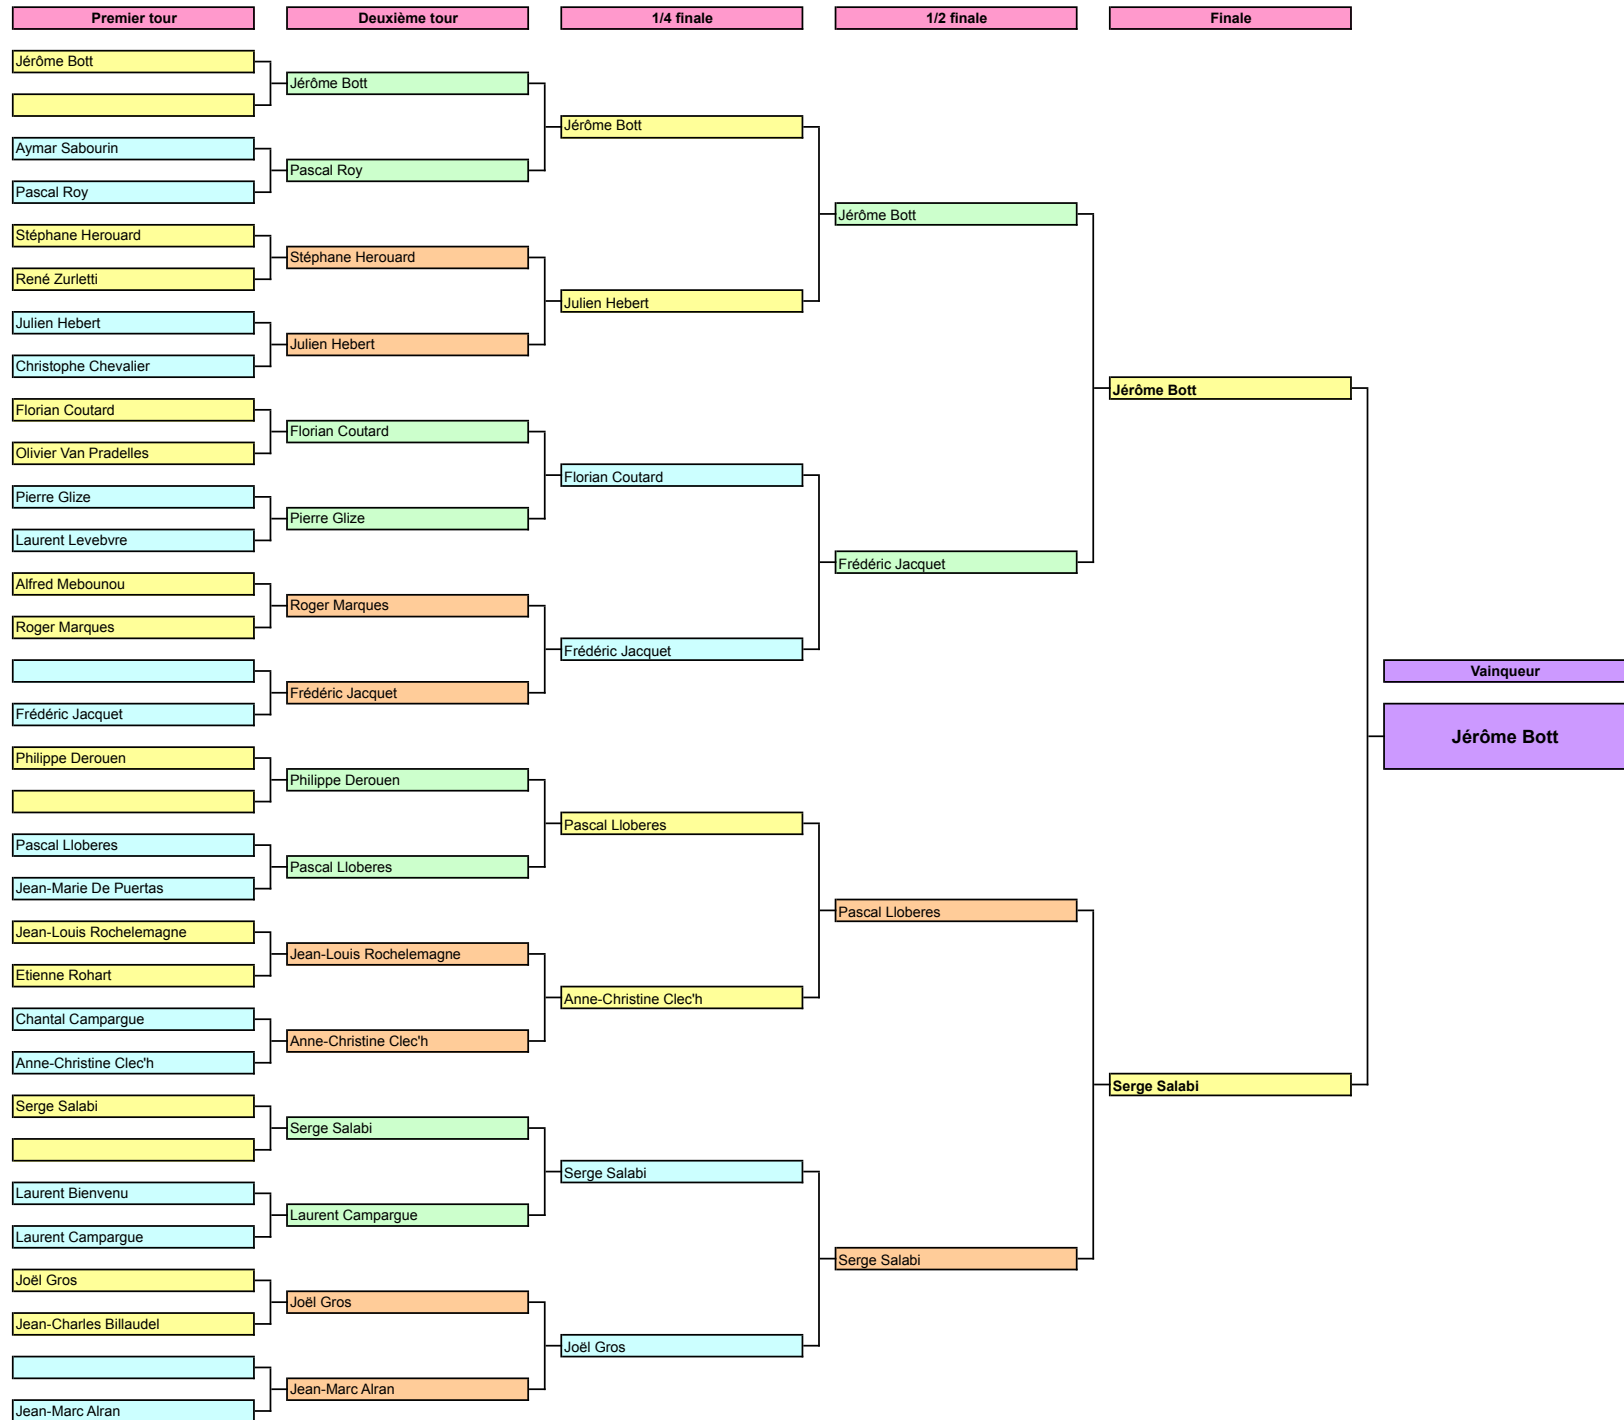 Premier tour
Deuxième tour
1/4 finale
1/2 finale
Finale
Jérôme Bott
Jérôme Bott
Jérôme Bott
Aymar Sabourin
Pascal Roy
Pascal Roy
Jérôme Bott
Stéphane Herouard
Stéphane Herouard
René Zurletti
Julien Hebert
Julien Hebert
Julien Hebert
Christophe Chevalier
Jérôme Bott
Florian Coutard
Florian Coutard
Olivier Van Pradelles
Florian Coutard
Pierre Glize
Pierre Glize
Laurent Levebvre
Frédéric Jacquet
Alfred Mebounou
Roger Marques
Roger Marques
Frédéric Jacquet
Vainqueur
Frédéric Jacquet
Frédéric Jacquet
Jérôme Bott
Philippe Derouen
Philippe Derouen
Pascal Lloberes
Pascal Lloberes
Pascal Lloberes
Jean-Marie De Puertas
Pascal Lloberes
Jean-Louis Rochelemagne
Jean-Louis Rochelemagne
Etienne Rohart
Anne-Christine Clec'h
Chantal Campargue
Anne-Christine Clec'h
Anne-Christine Clec'h
Serge Salabi
Serge Salabi
Serge Salabi
Serge Salabi
Laurent Bienvenu
Laurent Campargue
Laurent Campargue
Serge Salabi
Joël Gros
Joël Gros
Jean-Charles Billaudel
Joël Gros
Jean-Marc Alran
Jean-Marc Alran